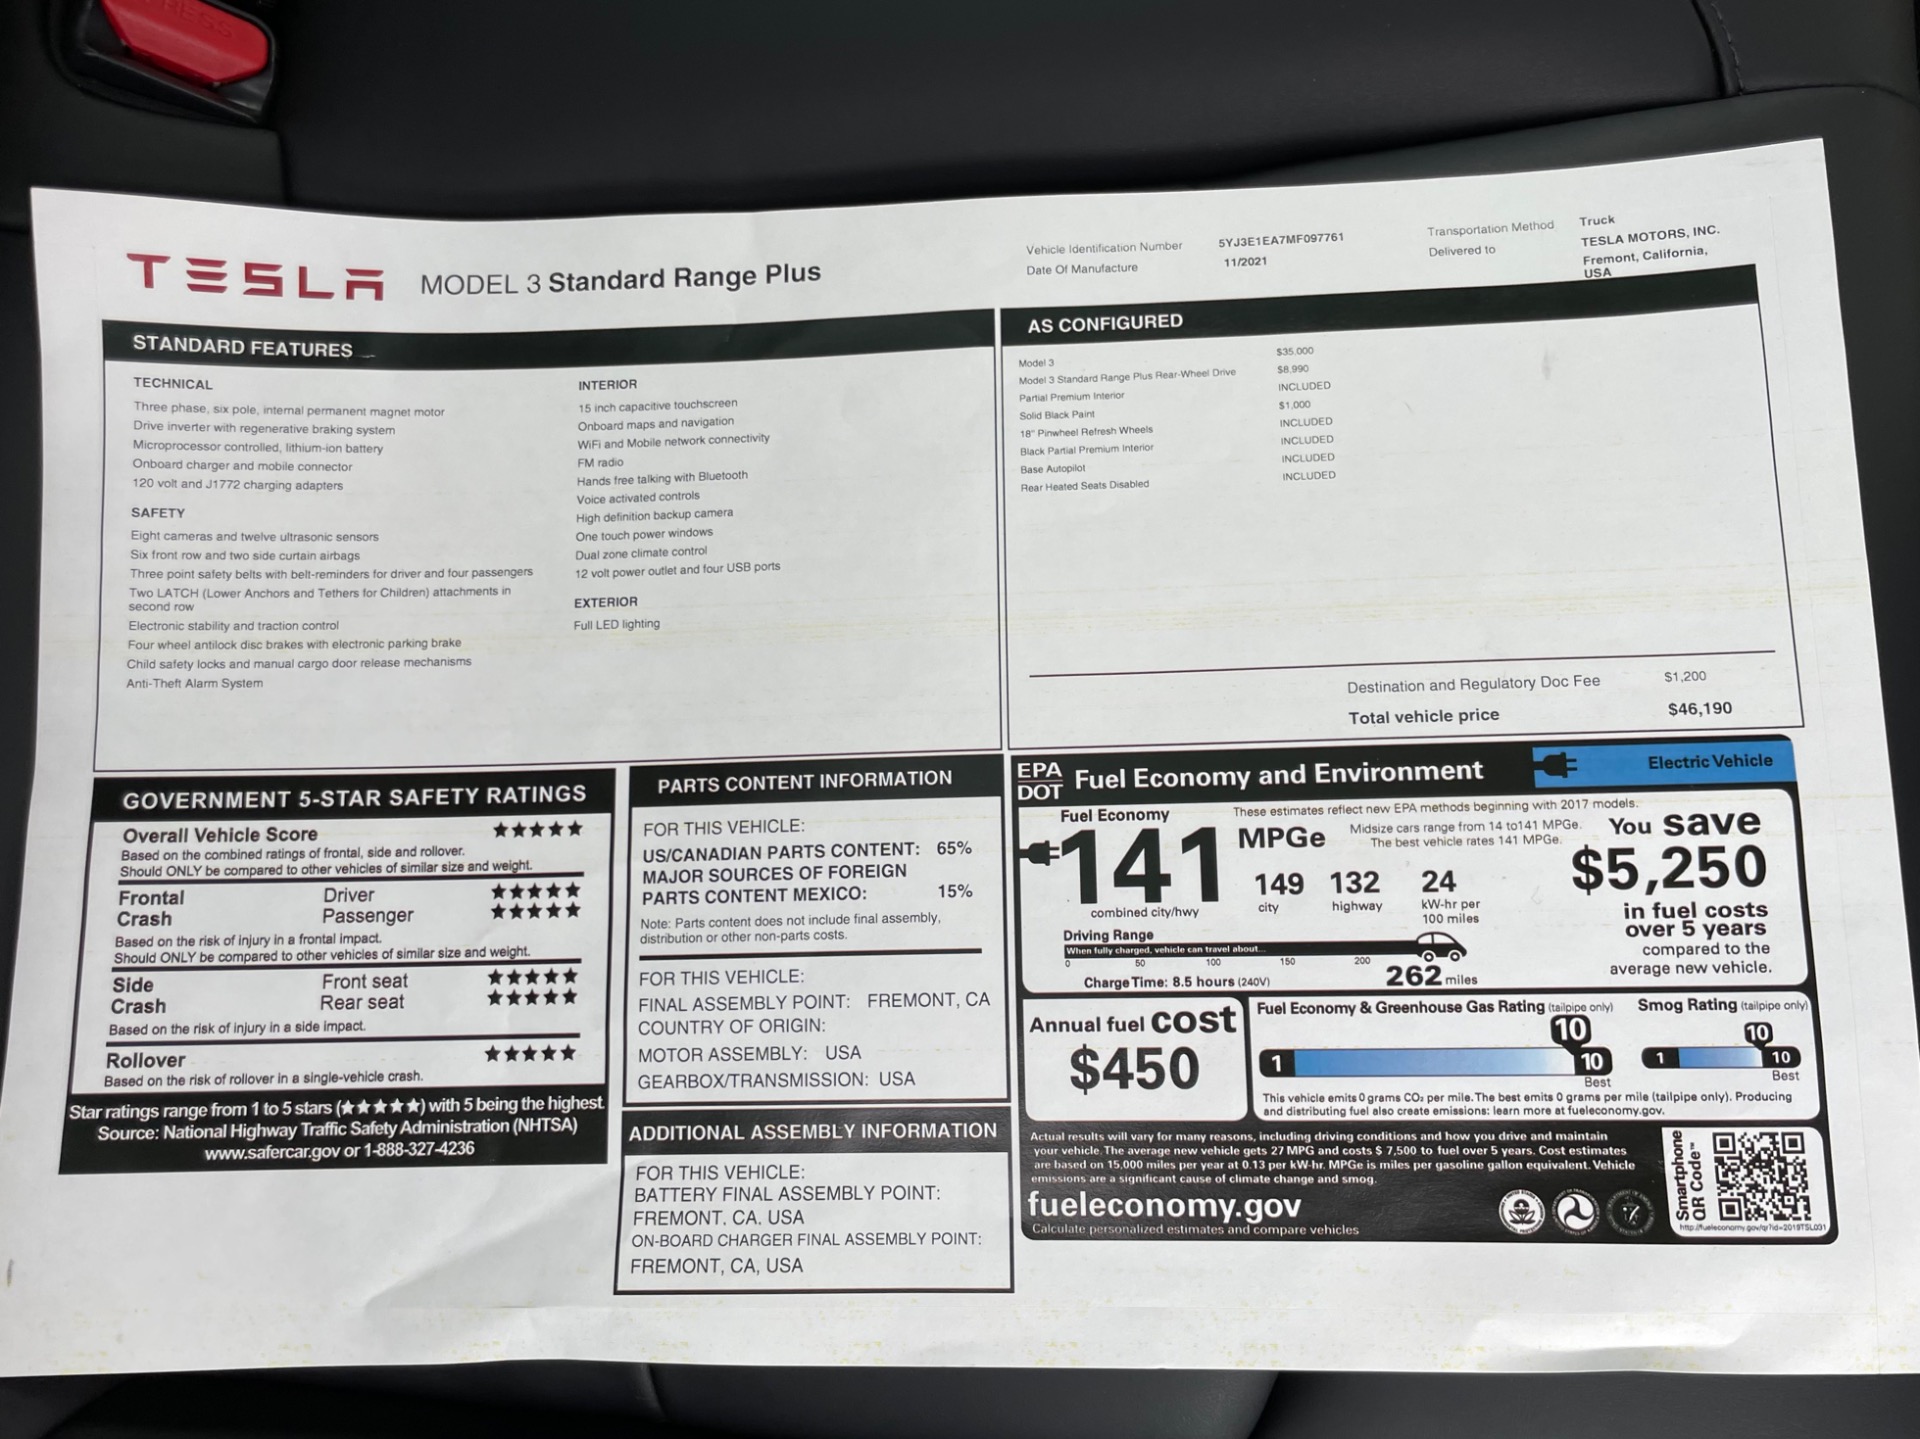 PRESS
TESLA MODEL 3 Standard Range Plus
Vehicle Identification Number 5YJ3E1EA7MF097761
Date Of Manufacture 11/2021
Transportation Method Truck
Delivered to TESLA MOTORS, INC.
Fremont, California,
USA
STANDARD FEATURES
TECHNICAL
Three phase, six pole, internal permanent magnet motor
Drive inverter with regenerative braking system
Microprocessor controlled, lithium-ion battery
Onboard charger and mobile connector
120 volt and J1772 charging adapters
SAFETY
Eight cameras and twelve ultrasonic sensors
Six front row and two side curtain airbags
Three point safety belts with belt-reminders for driver and four passengers
Two LATCH (Lower Anchors and Tethers for Children) attachments in
second row
Electronic stability and traction control
Four wheel antilock disc brakes with electronic parking brake
Child safety locks and manual cargo door release mechanisms
Anti-Theft Alarm System
INTERIOR
15 inch capacitive touchscreen
Onboard maps and navigation
WiFi and Mobile network connectivity
FM radio
Hands free talking with Bluetooth
Voice activated controls
High definition backup camera
One touch power windows
Dual zone climate control
12 volt power outlet and four USB ports
EXTERIOR
Full LED lighting
AS CONFIGURED
Model 3 $35,000
Model 3 Standard Range Plus Rear-Wheel Drive $8,990
Partial Premium Interior INCLUDED
Solid Black Paint $1,000
18" Pinwheel Refresh Wheels INCLUDED
Black Partial Premium Interior INCLUDED
Base Autopilot INCLUDED
Rear Heated Seats Disabled INCLUDED
Destination and Regulatory Doc Fee $1,200
Total vehicle price $46,190
GOVERNMENT 5-STAR SAFETY RATINGS
Overall Vehicle Score ★★★★★
Based on the combined ratings of frontal, side and rollover.
Should ONLY be compared to other vehicles of similar size and weight.
Frontal Driver ★★★★★
Crash Passenger ★★★★★
Based on the risk of injury in a frontal impact.
Should ONLY be compared to other vehicles of similar size and weight.
Side Front seat ★★★★★
Crash Rear seat ★★★★★
Based on the risk of injury in a side impact.
Rollover ★★★★★
Based on the risk of rollover in a single-vehicle crash.
Star ratings range from 1 to 5 stars (★★★★★) with 5 being the highest.
Source: National Highway Traffic Safety Administration (NHTSA)
www.safercar.gov or 1-888-327-4236
PARTS CONTENT INFORMATION
FOR THIS VEHICLE:
US/CANADIAN PARTS CONTENT: 65%
MAJOR SOURCES OF FOREIGN
PARTS CONTENT MEXICO: 15%
Note: Parts content does not include final assembly,
distribution or other non-parts costs.
FOR THIS VEHICLE:
FINAL ASSEMBLY POINT: FREMONT, CA
COUNTRY OF ORIGIN:
MOTOR ASSEMBLY: USA
GEARBOX/TRANSMISSION: USA
ADDITIONAL ASSEMBLY INFORMATION
FOR THIS VEHICLE:
BATTERY FINAL ASSEMBLY POINT:
FREMONT. CA. USA
ON-BOARD CHARGER FINAL ASSEMBLY POINT:
FREMONT, CA, USA
EPA
DOT Fuel Economy and Environment
Electric Vehicle
Fuel Economy
141 MPGe
combined city/hwy
These estimates reflect new EPA methods beginning with 2017 models.
Midsize cars range from 14 to141 MPGe.
The best vehicle rates 141 MPGe.
149 132 24
city highway kW-hr per
100 miles
Driving Range
When fully charged, vehicle can travel about...
0 50 100 150 200
262 miles
Charge Time: 8.5 hours (240V)
You save
$5,250
in fuel costs
over 5 years
compared to the
average new vehicle.
Annual fuel cost
$450
Fuel Economy & Greenhouse Gas Rating (tailpipe only)
10
1 10
Best
Smog Rating (tailpipe only)
10
1 10
Best
This vehicle emits 0 grams CO₂ per mile. The best emits 0 grams per mile (tailpipe only). Producing
and distributing fuel also create emissions: learn more at fueleconomy.gov.
Actual results will vary for many reasons, including driving conditions and how you drive and maintain
your vehicle. The average new vehicle gets 27 MPG and costs $ 7,500 to fuel over 5 years. Cost estimates
are based on 15,000 miles per year at 0.13 per kW-hr. MPGe is miles per gasoline gallon equivalent. Vehicle
emissions are a significant cause of climate change and smog.
fueleconomy.gov
Calculate personalized estimates and compare vehicles
Smartphone
QR Code™
http://fueleconomy.gov/qr?id=2019TSL031